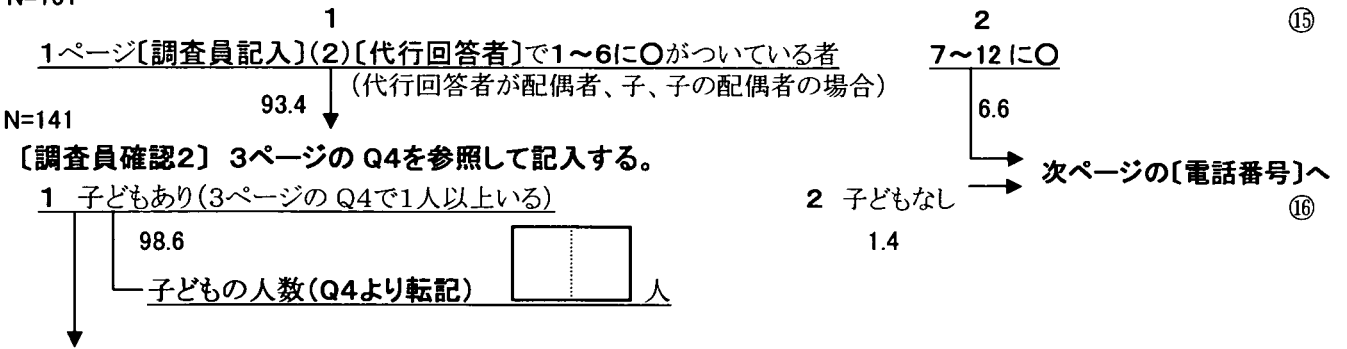 1 2 ⑮
1ページ〔調査員記入〕(2)〔代行回答者〕で1～6に○がついている者 7～12に○
(代行回答者が配偶者、子、子の配偶者の場合)
93.4 6.6
N=141
〔調査員確認2〕 3ページの Q4を参照して記入する。
次ページの〔電話番号〕へ
1 子どもあり(3ページの Q4で1人以上いる) 2 子どもなし ⑯
98.6 1.4
子どもの人数(Q4より転記) 人